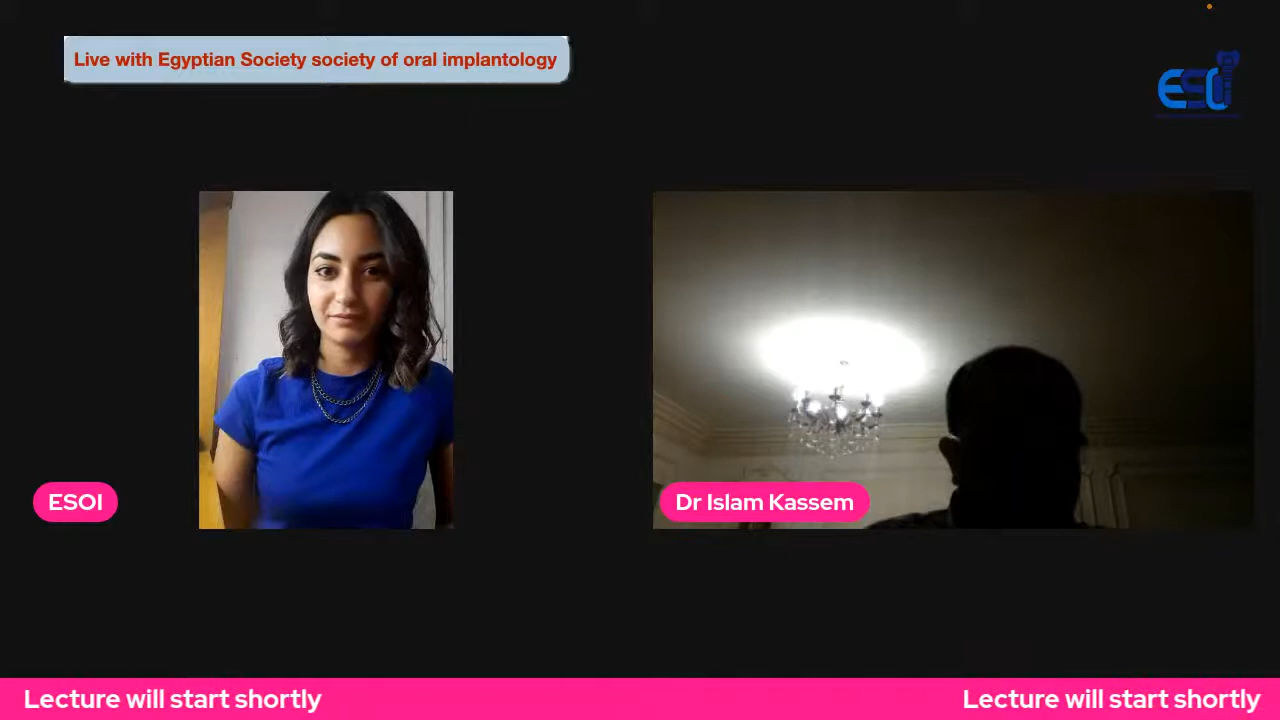 Live with Egyptian Society society of oral implantology
ESOI
ESOI
Dr Islam Kassem
Lecture will start shortly
Lecture will start shortly